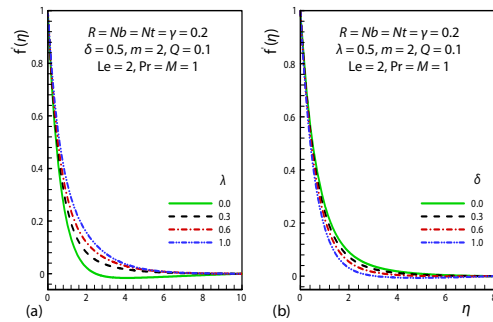 f'(η)
R = Nb = Nt = γ = 0.2
δ = 0.5, m = 2, Q = 0.1
Le = 2, Pr = M = 1
1
0.8
0.6
0.4
0.2
0
λ
0.0
0.3
0.6
1.0
0 2 4 6 8 10
(a)
f'(η)
R = Nb = Nt = γ = 0.2
λ = 0.5, m = 2, Q = 0.1
Le = 2, Pr = M = 1
1
0.8
0.6
0.4
0.2
0
δ
0.0
0.3
0.6
1.0
0 2 4 6 8
(b)
η